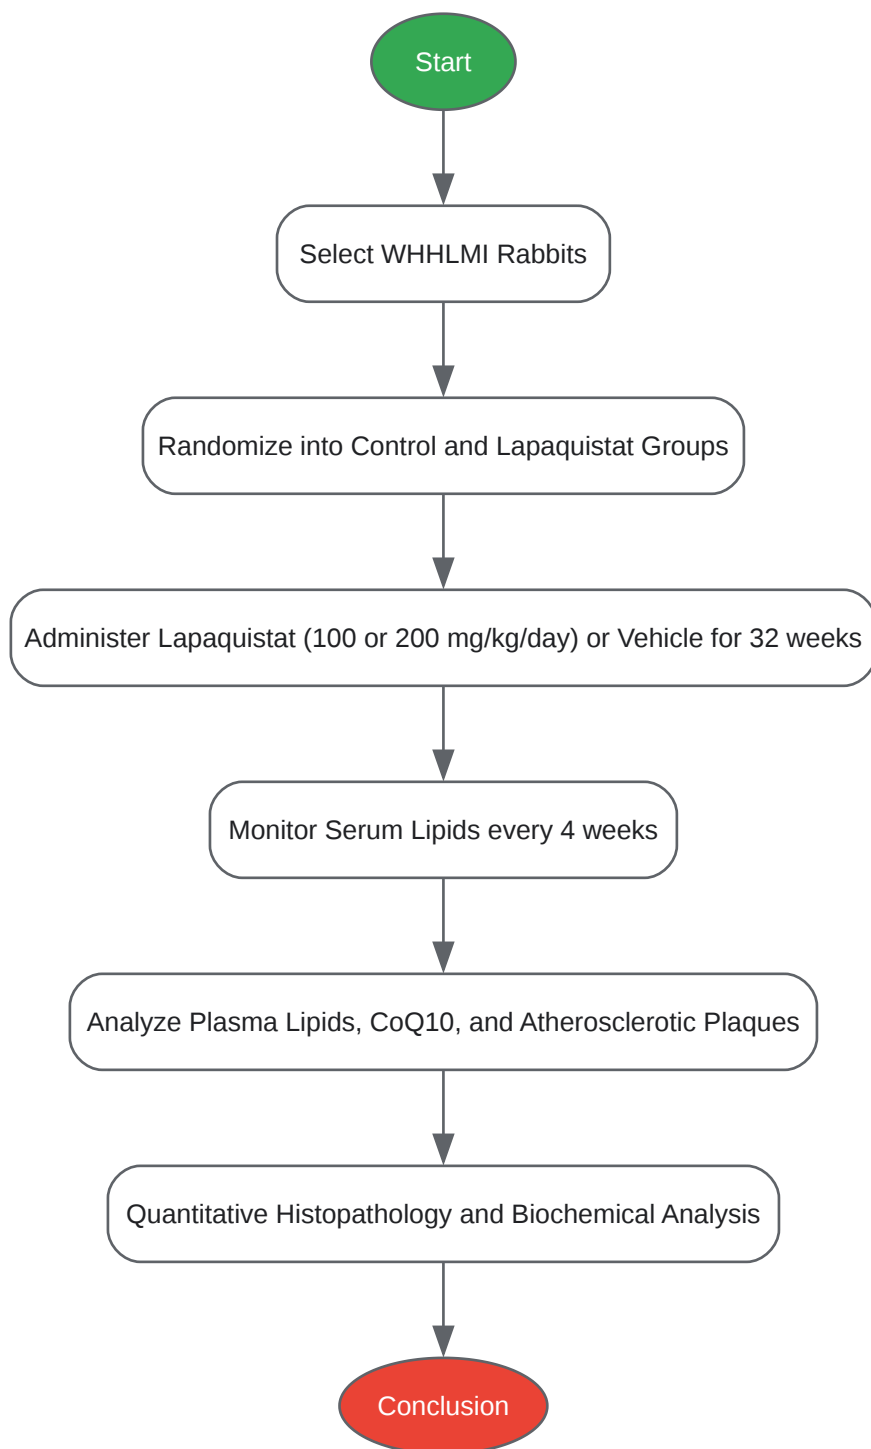 Start
Select WHHLMI Rabbits
Randomize into Control and Lapaquistat Groups
Administer Lapaquistat (100 or 200 mg/kg/day) or Vehicle for 32 weeks
Monitor Serum Lipids every 4 weeks
Analyze Plasma Lipids, CoQ10, and Atherosclerotic Plaques
Quantitative Histopathology and Biochemical Analysis
Conclusion